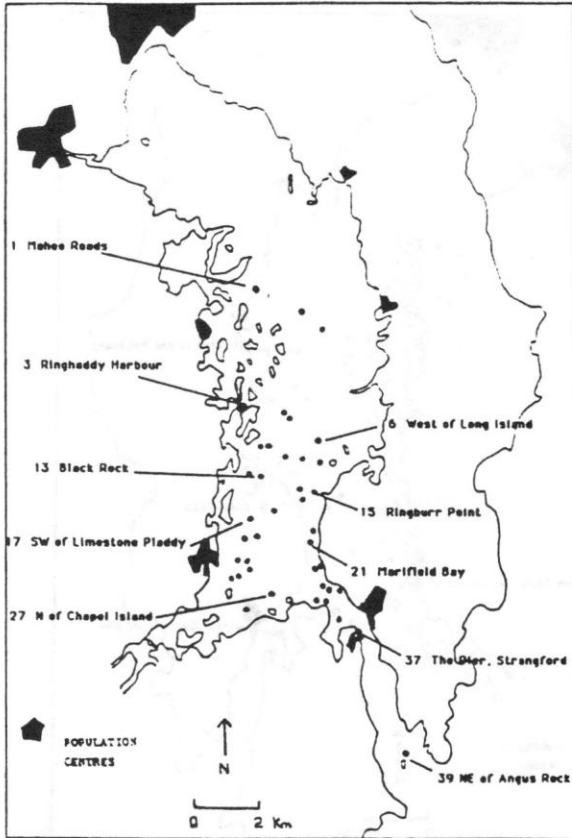 1 Mahee Roads
3 Ringhaddy Harbour
6 West of Long Island
13 Black Rock
15 Ringburr Point
17 SW of Limestone Pladdy
21 Marlfield Bay
27 N of Chapel Island
37 The Pier, Strangford
POPULATION
CENTRES
N
39 NE of Angus Rock
0 2 Km